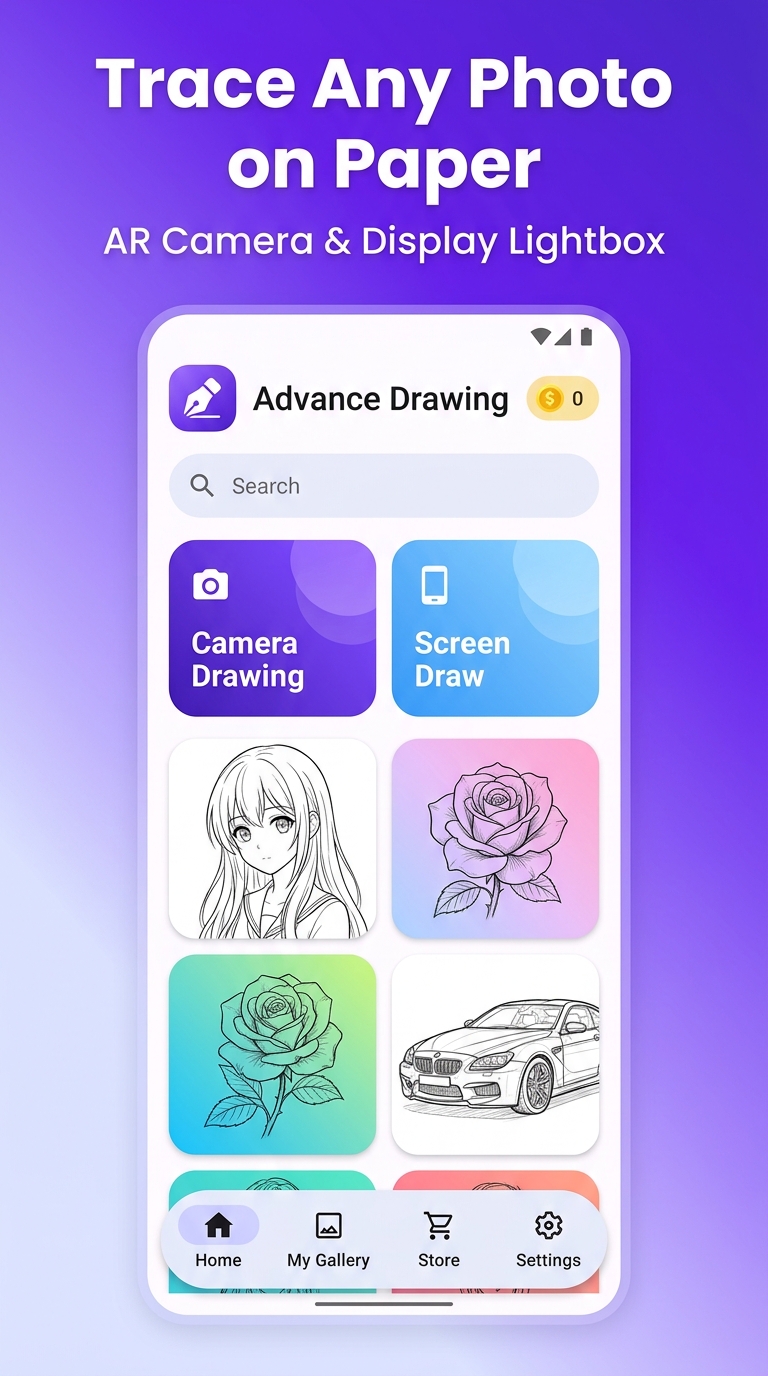 Trace Any Photo
on Paper
AR Camera & Display Lightbox
Advance Drawing
$ 0
Search
Camera
Drawing
Screen
Draw
Home
My Gallery
Store
Settings